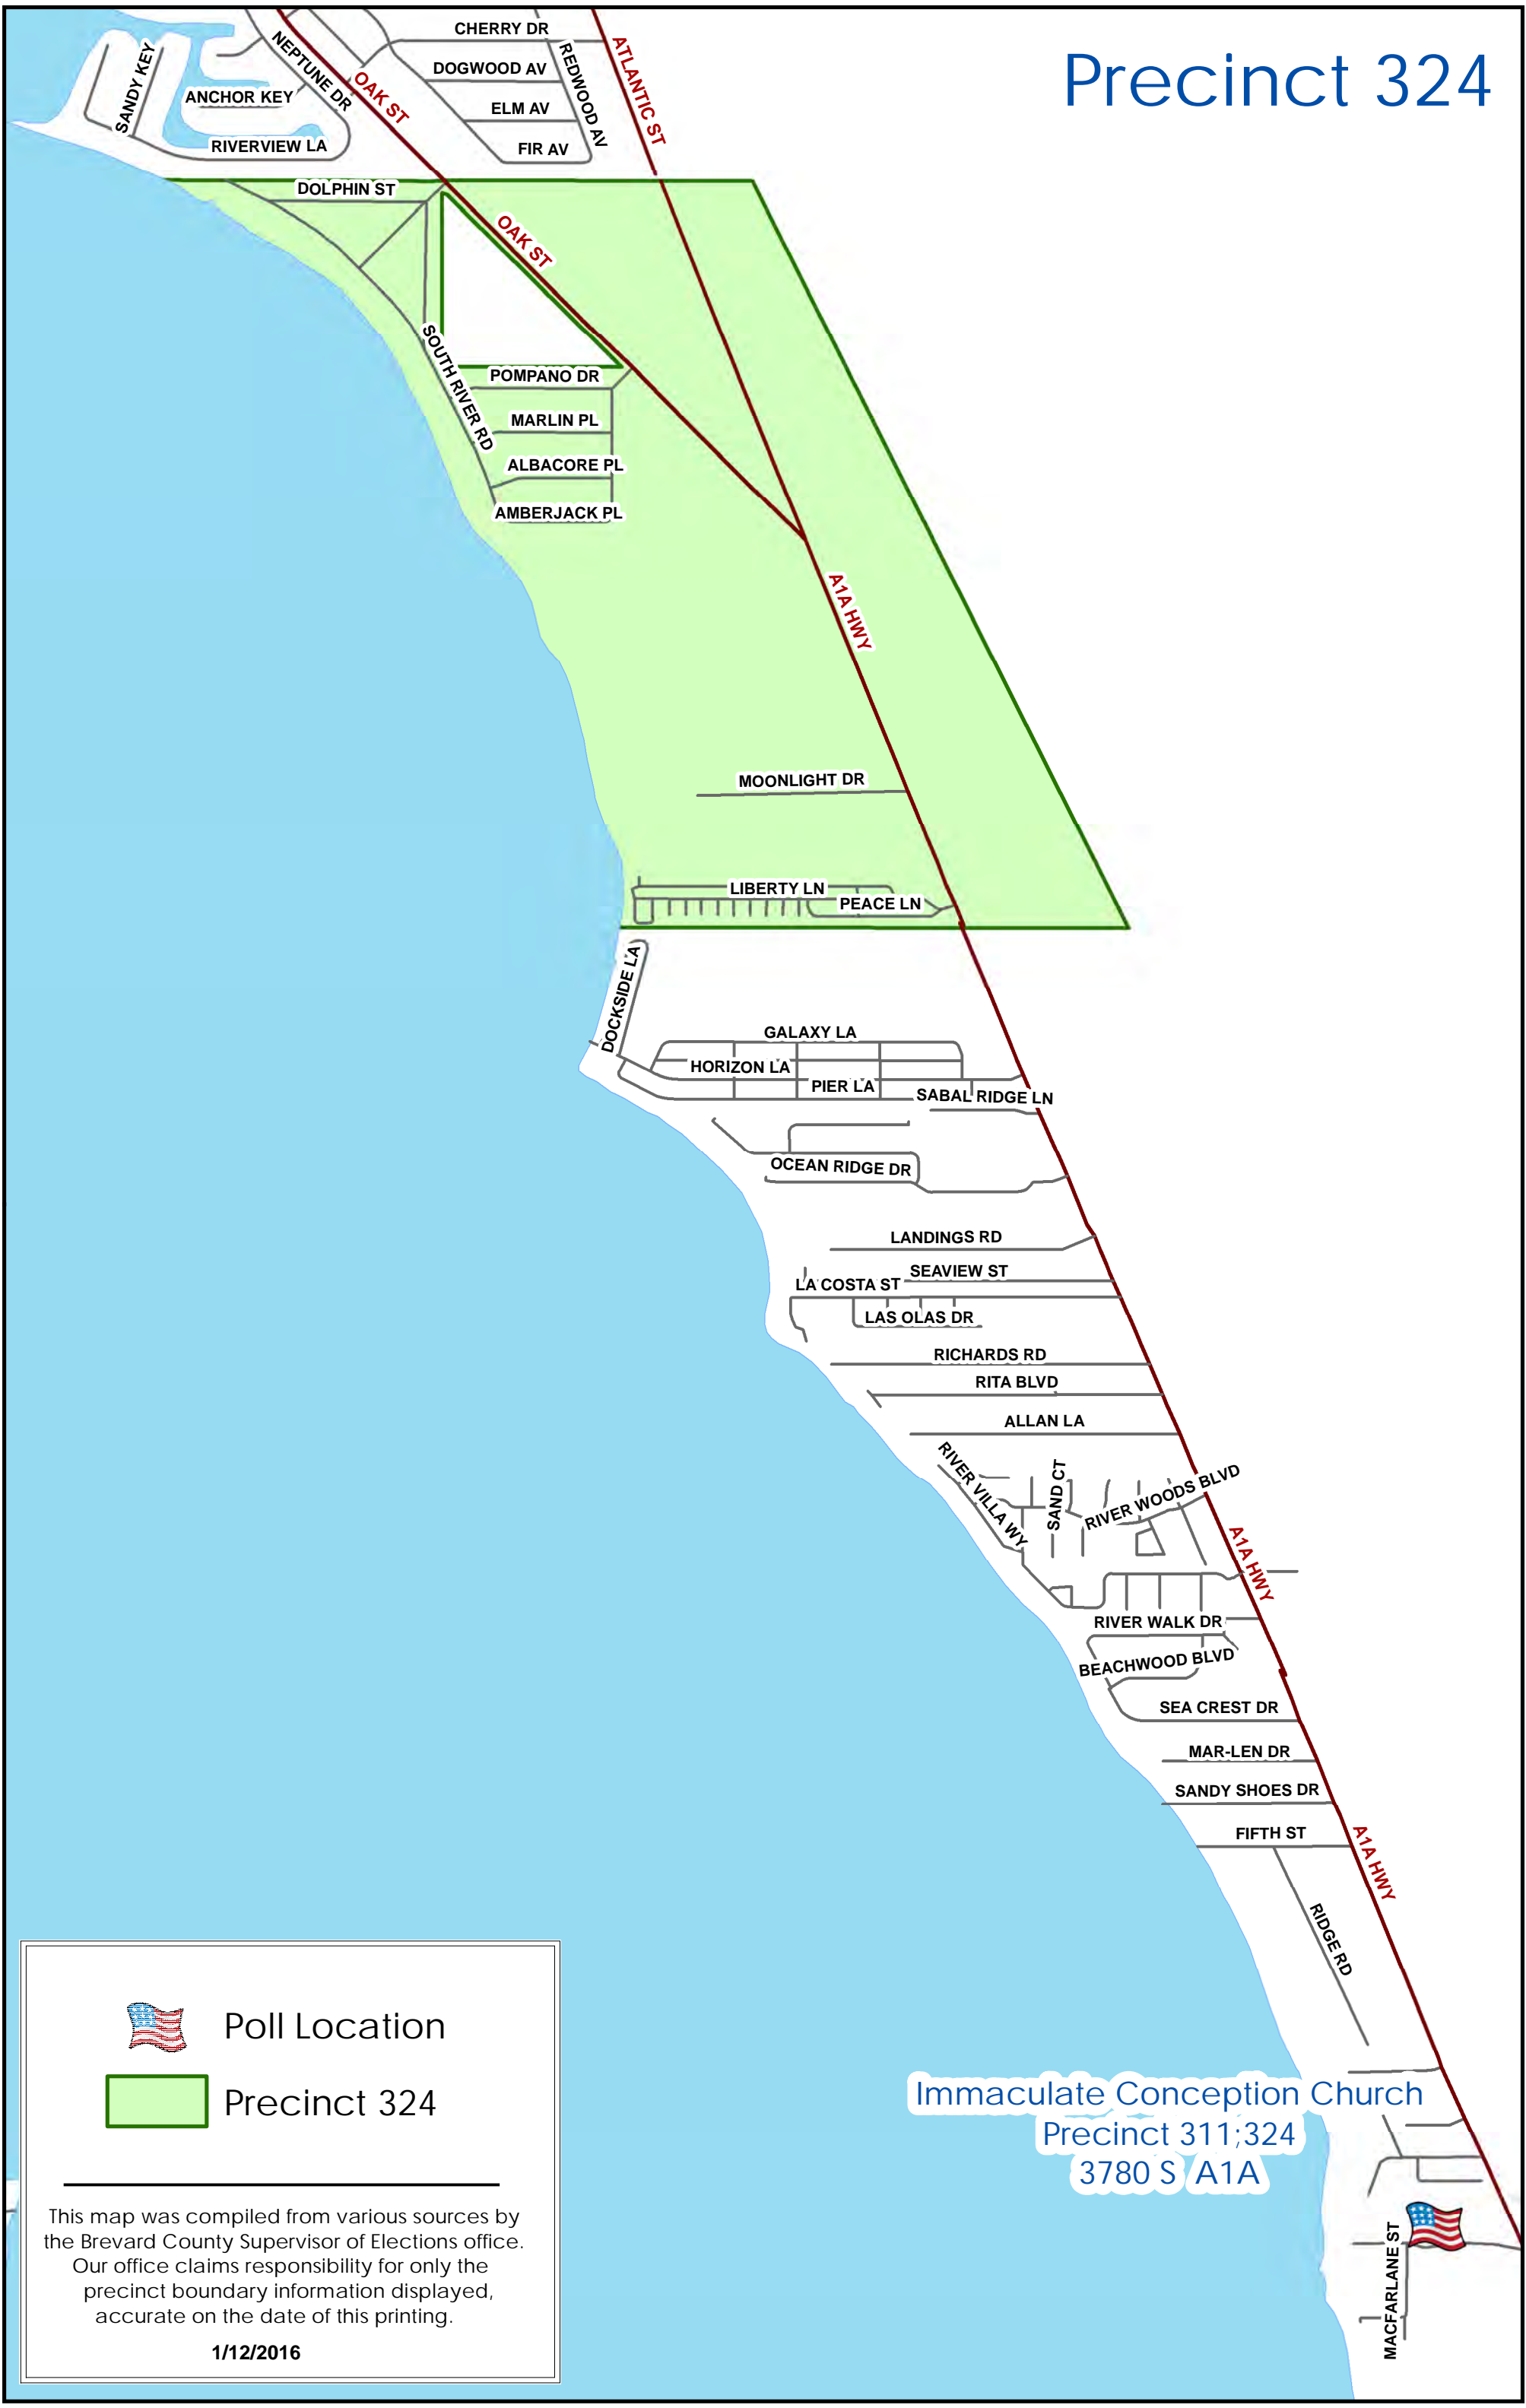 Precinct 324
CHERRY DR
DOGWOOD AV
ELM AV
FIR AV
REDWOOD AV
ATLANTIC ST
SANDY KEY
ANCHOR KEY
NEPTUNE DR
OAK ST
RIVERVIEW LA
DOLPHIN ST
OAK ST
SOUTH RIVER RD
POMPANO DR
MARLIN PL
ALBACORE PL
AMBERJACK PL
A1A HWY
MOONLIGHT DR
LIBERTY LN
PEACE LN
DOCKSIDE LA
GALAXY LA
HORIZON LA
PIER LA
SABAL RIDGE LN
OCEAN RIDGE DR
LANDINGS RD
SEAVIEW ST
LA COSTA ST
LAS OLAS DR
RICHARDS RD
RITA BLVD
ALLAN LA
RIVER VILLA WY
SAND CT
RIVER WOODS BLVD
A1A HWY
RIVER WALK DR
BEACHWOOD BLVD
SEA CREST DR
MAR-LEN DR
SANDY SHOES DR
FIFTH ST
A1A HWY
RIDGE RD
Immaculate Conception Church
Precinct 311;324
3780 S A1A
MACFARLANE ST
Poll Location
Precinct 324
This map was compiled from various sources by
the Brevard County Supervisor of Elections office.
Our office claims responsibility for only the
precinct boundary information displayed,
accurate on the date of this printing.
1/12/2016